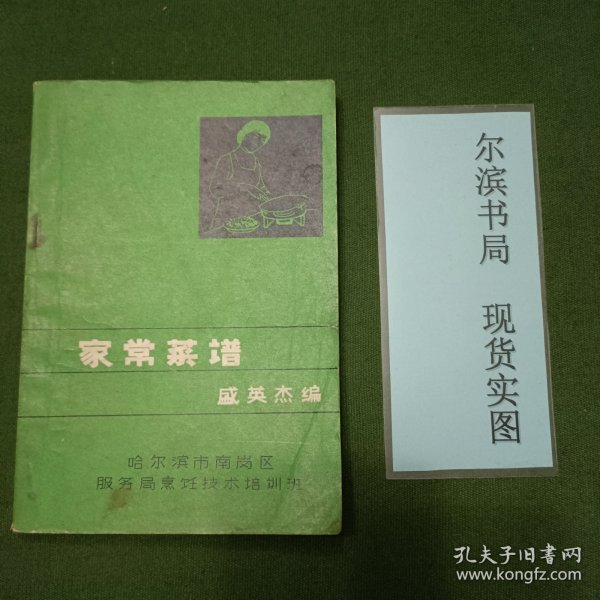 家常菜谱
盛英杰编
哈尔滨市南岗区
服务局烹饪技术培训班
尔滨书局 现货实图
孔夫子旧书网
www.kongfz.com